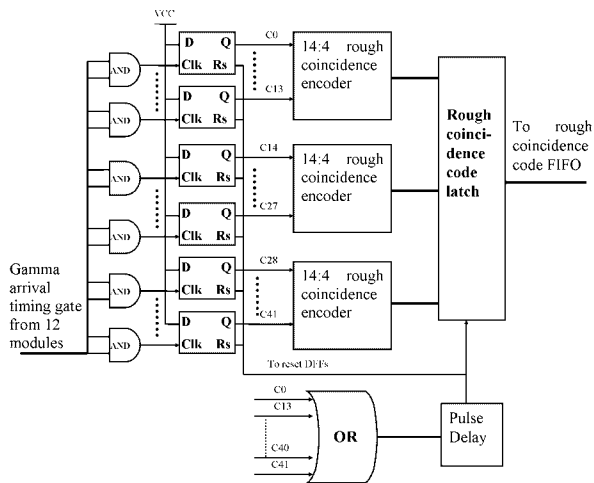 VCC
D Q
Clk Rs
C0
14:4 rough
coincidence
encoder
AND
D Q
Clk Rs
C13
AND
D Q
Clk Rs
C14
14:4 rough
coincidence
encoder
AND
D Q
Clk Rs
C27
AND
D Q
Clk Rs
C28
14:4 rough
coincidence
encoder
AND
D Q
Clk Rs
C41
AND
Rough
coinci-
dence
code
latch
To rough
coincidence
code FIFO
Gamma
arrival
timing gate
from 12
modules
To reset DFFs
C0
C13
C40
C41
OR
Pulse
Delay